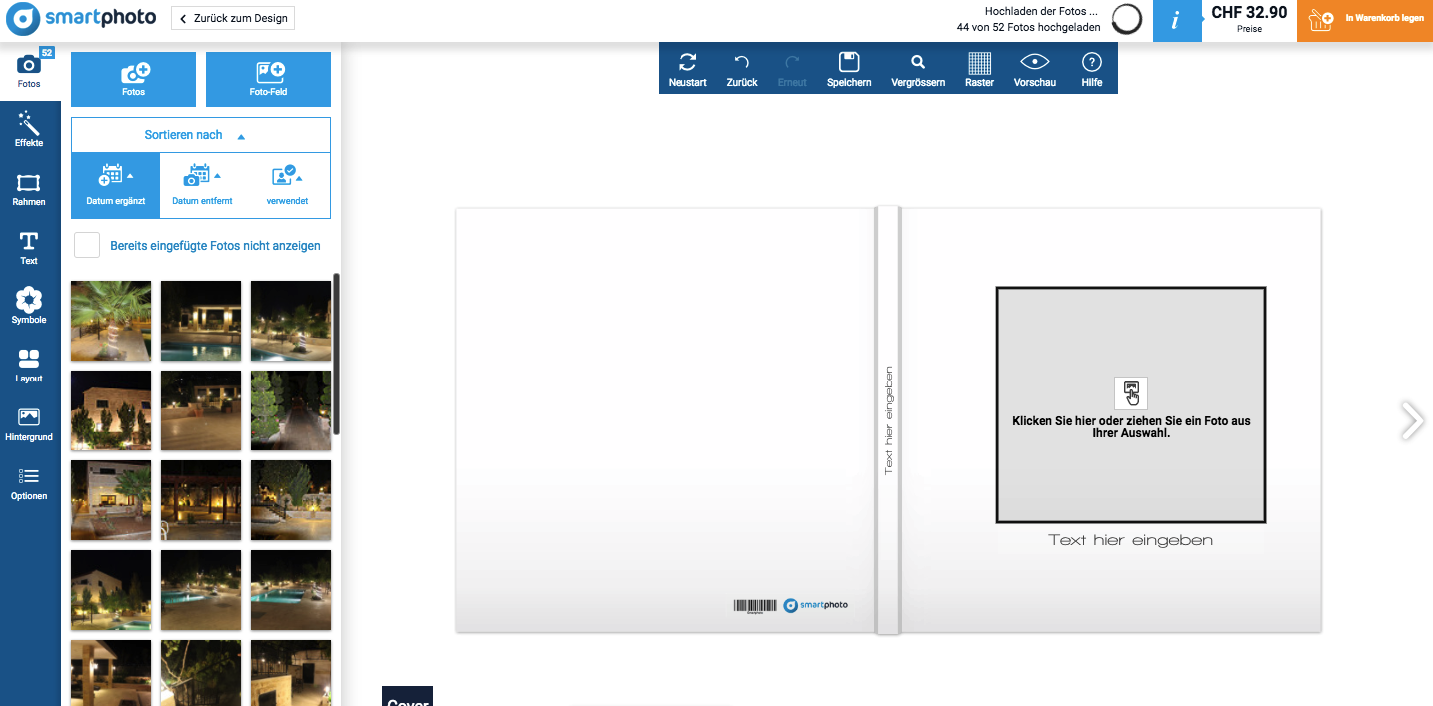 smartphoto
Zurück zum Design
Hochladen der Fotos ...
44 von 52 Fotos hochgeladen
i
CHF 32.90
Preise
In Warenkorb legen
52
Fotos
Effekte
Rahmen
Text
Symbole
Layout
Hintergrund
Optionen
Fotos
Foto-Feld
Sortieren nach
Datum ergänzt
Datum entfernt
verwendet
Bereits eingefügte Fotos nicht anzeigen
Neustart
Zurück
Erneut
Speichern
Vergrössern
Raster
Vorschau
Hilfe
Text hier eingeben
Klicken Sie hier oder ziehen Sie ein Foto aus
Ihrer Auswahl.
Text hier eingeben
smartphoto
Cover